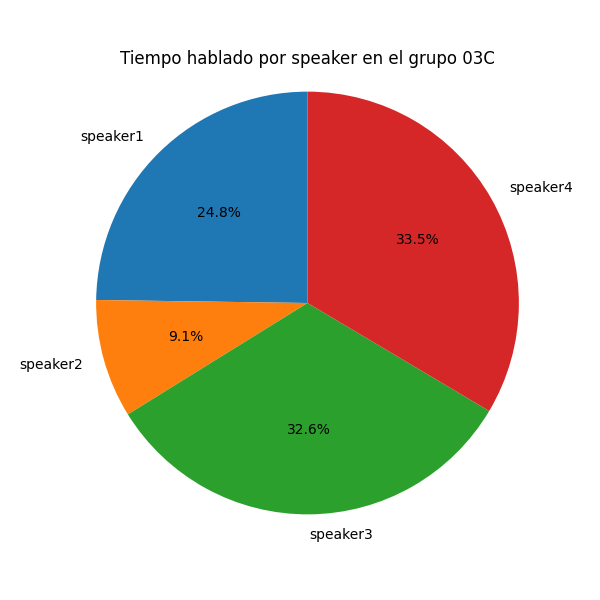 Tiempo hablado por speaker en el grupo 03C
speaker1
speaker4
24.8%
33.5%
9.1%
speaker2
32.6%
speaker3